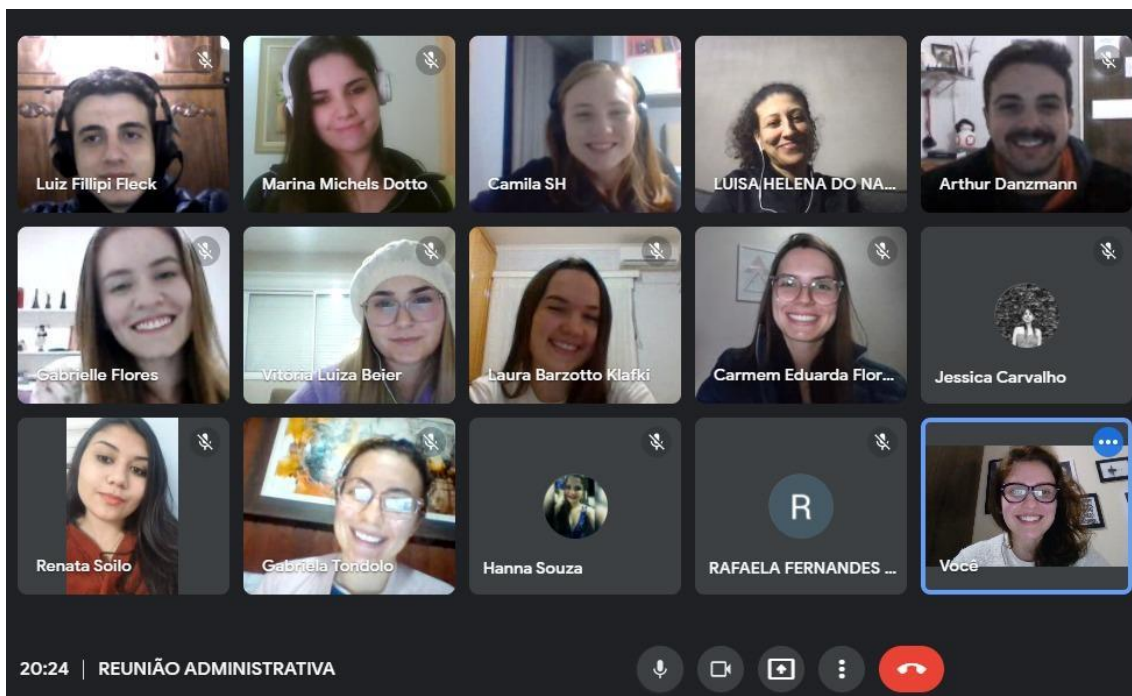 Luiz Fillipi Fleck
Marina Michels Dotto
Camila SH
LUISA HELENA DO NA...
Arthur Danzmann
Gabrielle Flores
Vitória Luiza Beier
Laura Barzotto Klafki
Carmem Eduarda Flor...
Jessica Carvalho
Renata Soilo
Gabriela Tondolo
Hanna Souza
R
RAFAELA FERNANDES ...
Você
20:24 | REUNIÃO ADMINISTRATIVA